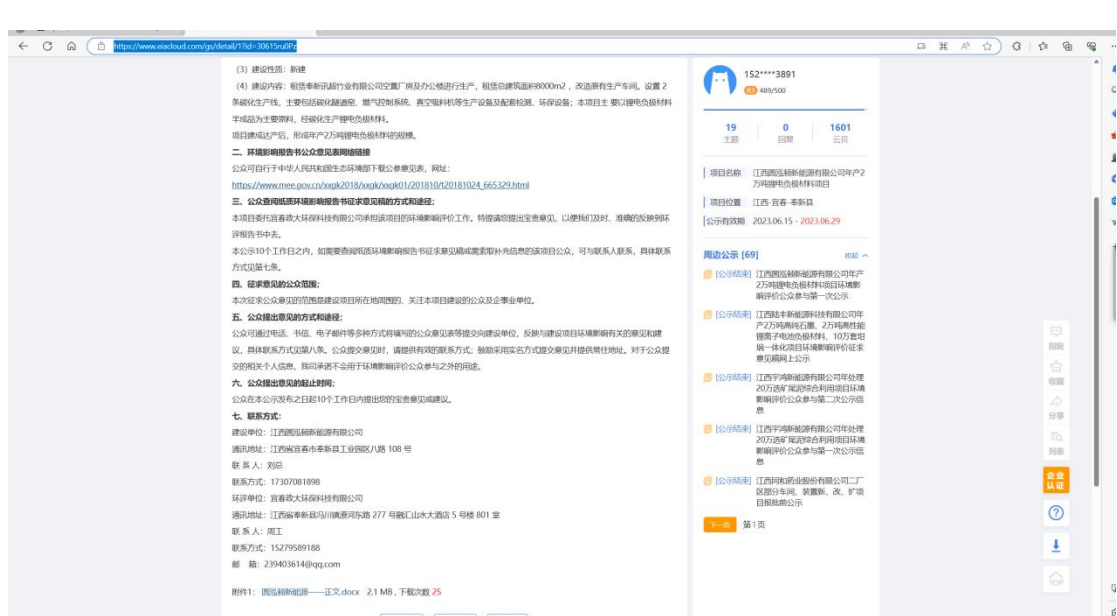 https://www.eiacloud.com/gs/detail/1?id=30615ru0Pz
(3) 建设性质：新建
(4) 建设内容：租赁奉新讯超竹业有限公司空置厂房及办公楼进行生产，租赁总建筑面积8000m2，改造原有生产车间。设置 2
条碳化生产线，主要包括碳化隧道窑、燃气控制系统、真空吸料机等生产设备及配套检测、环保设备；本项目主 要以锂电负极材料
半成品为主要原料，经碳化生产锂电负极材料。
项目建成达产后，形成年产2万吨锂电负极材料的规模。
二、环境影响报告书公众意见表网络链接
公众可自行于中华人民共和国生态环境部下载公参意见表，网址：
https://www.mee.gov.cn/xxgk2018/xxgk/xxgk01/201810/t20181024_665329.html
三、公众查阅纸质环境影响报告书征求意见稿的方式和途径：
本项目委托宜春政大环保科技有限公司承担该项目的环境影响评价工作。特提请您提出宝贵意见，以便我们及时、准确的反映到环
评报告书中去。
本公示10个工作日之内，如需要查阅纸质环境影响报告书征求意见稿或需索取补充信息的该项目公众，可与联系人联系，具体联系
方式见第七条。
四、征求意见的公众范围：
本次征求公众意见的范围是建设项目所在地周围的、关注本项目建设的公众及企事业单位。
五、公众提出意见的方式和途径：
公众可通过电话、书信、电子邮件等多种方式将填写的公众意见表等提交向建设单位，反映与建设项目环境影响有关的意见和建
议，具体联系方式见第八条。公众提交意见时，请提供有效的联系方式；鼓励采用实名方式提交意见并提供常住地址。对于公众提
交的相关个人信息，我司承诺不会用于环境影响评价公众参与之外的用途。
六、公众提出意见的起止时间：
公众在本公示发布之日起10个工作日内提出您的宝贵意见或建议。
七、联系方式：
建设单位：江西圆泓硕新能源有限公司
通讯地址：江西省宜春市奉新县工业园区八路 108 号
联 系 人：刘总
联系方式：17307081898
环评单位：宜春政大环保科技有限公司
通讯地址：江西省奉新县冯川镇潦河东路 277 号融汇山水大酒店 5 号楼 801 室
联 系 人：周工
联系方式：15279589188
邮 箱：239403614@qq.com
附件1： 圆泓硕新能源——正文.docx 2.1 MB，下载次数 25
152****3891
489/500
19 0 1601
主题 回复 云贝
项目名称 江西圆泓硕新能源有限公司年产2
万吨锂电负极材料项目
项目位置 江西-宜春-奉新县
公示有效期 2023.06.15 - 2023.06.29
周边公示 [69] 收起
[公示结束] 江西圆泓硕新能源有限公司年产
2万吨锂电负极材料项目环境影
响评价公众参与第一次公示
[公示结束] 江西陆丰新能源科技有限公司年
产2万吨高纯石墨、2万吨高性能
锂离子电池负极材料、10万套坩
埚一体化项目环境影响评价征求
意见稿网上公示
[公示结束] 江西宇鸿新能源有限公司年处理
20万选矿尾泥综合利用项目环境
影响评价公众参与第二次公示信
息
[公示结束] 江西宇鸿新能源有限公司年处理
20万选矿尾泥综合利用项目环境
影响评价公众参与第一次公示信
息
[公示结束] 江西同和药业股份有限公司二厂
区部分车间、装置新、改、扩项
目报批前公示
下一页 第1页
回复
收藏
分享
列表
企业
认证
TOP